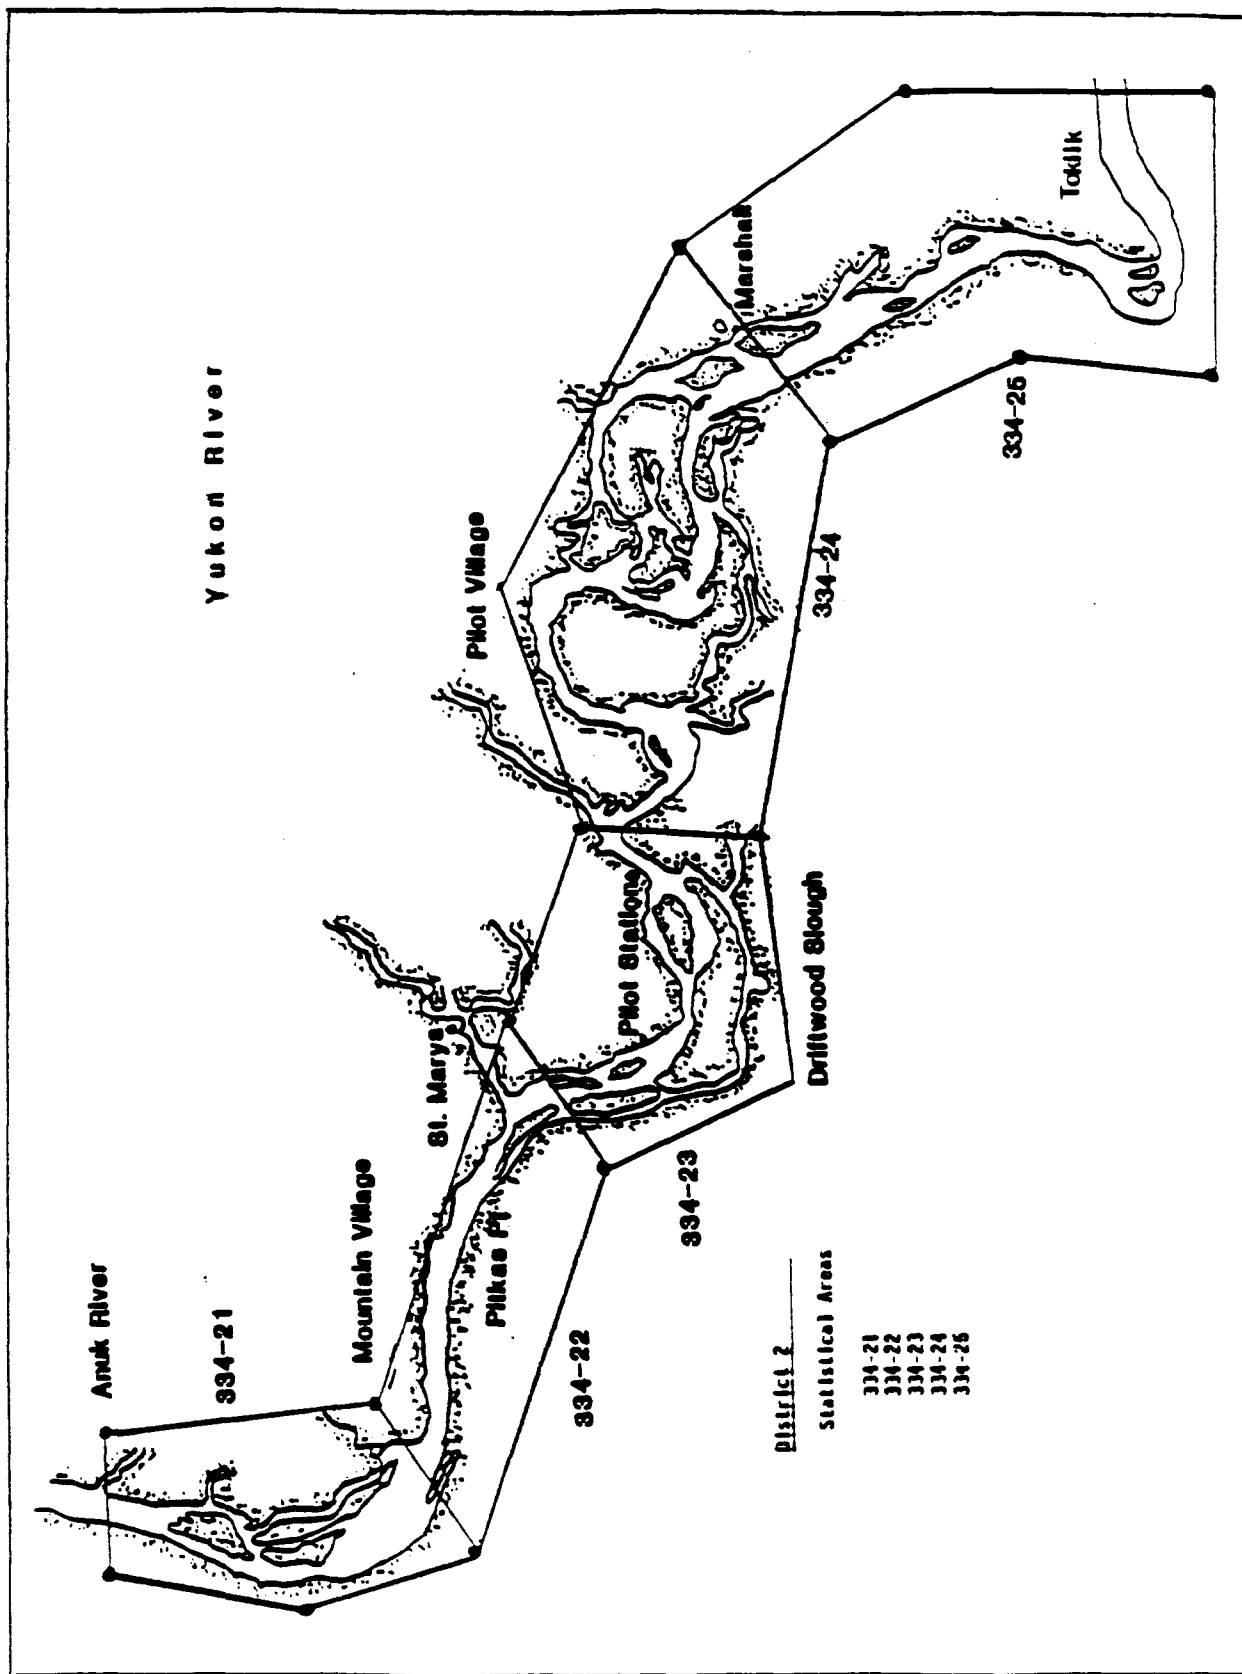 Yukon River
Anuk River
334-21
Mountain Village
St. Marys
Pitkas Pt
334-22
334-23
Pilot Station
Driftwood Slough
Pilot Village
334-24
Marshall
334-25
Toklik
District 2
Statistical Areas
334-21
334-22
334-23
334-24
334-25